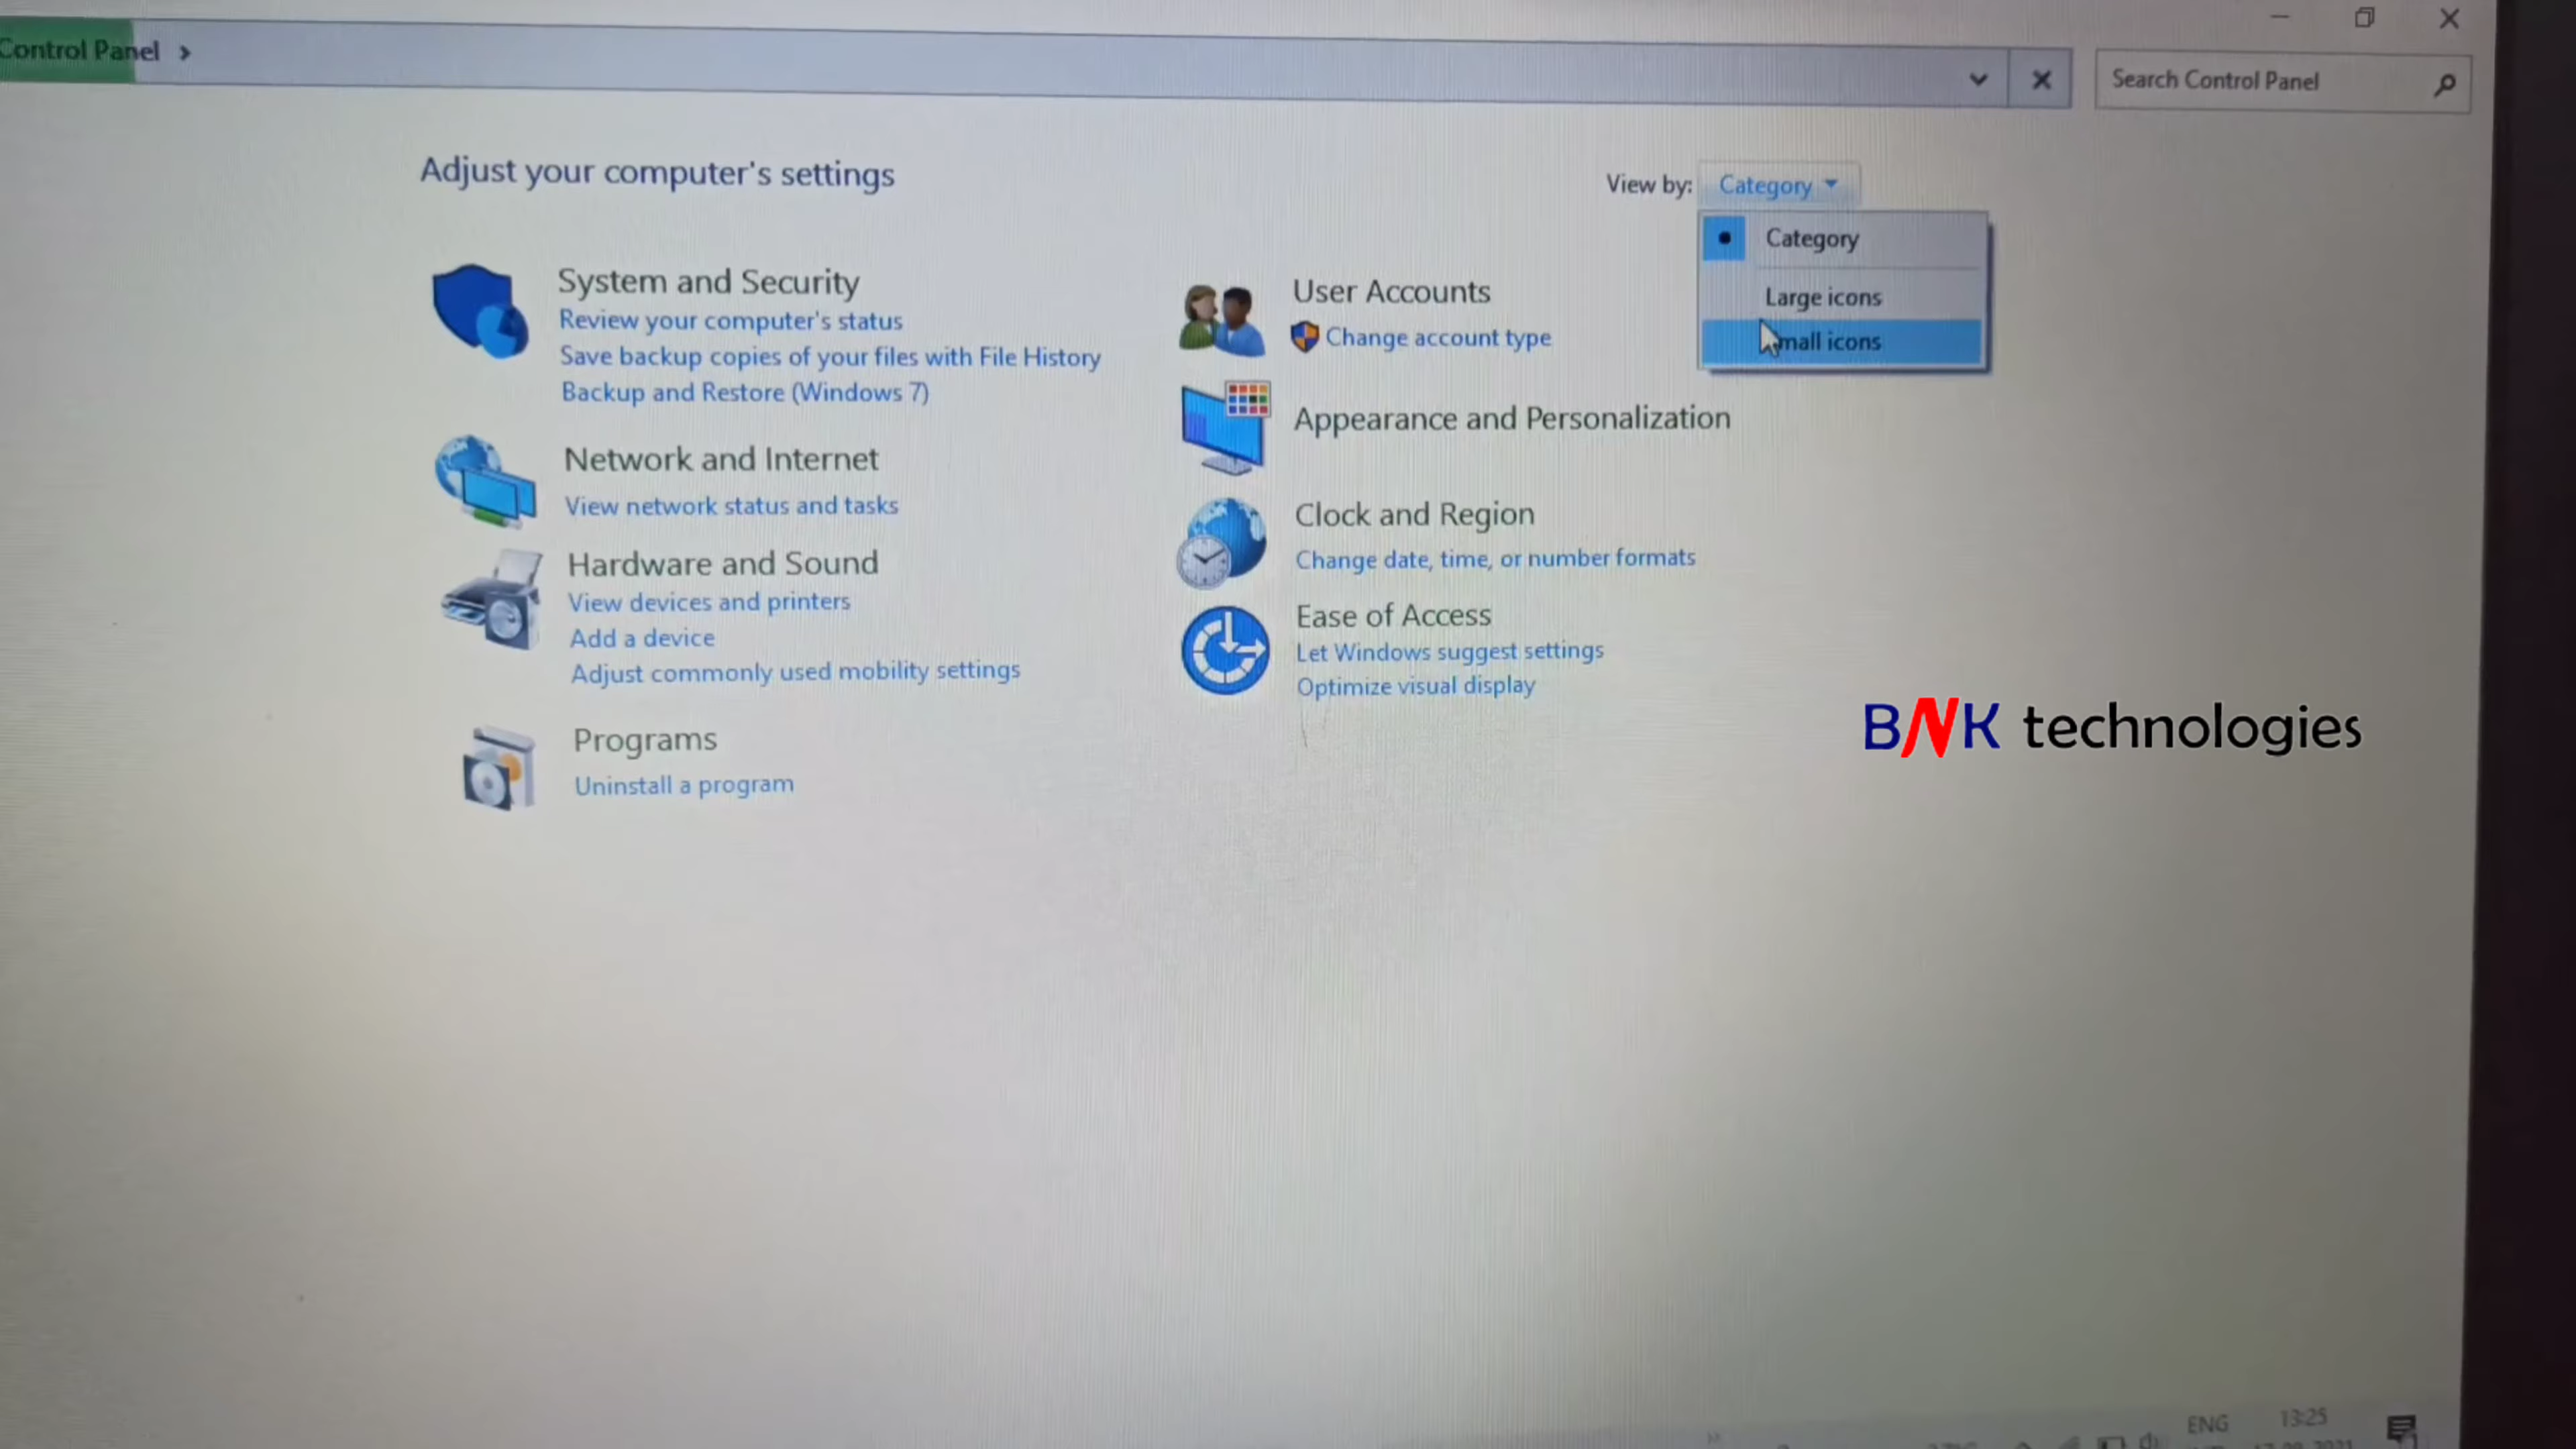 Control Panel
Search Control Panel
Adjust your computer's settings
View by: Category
Category
Large icons
mall icons
System and Security
Review your computer's status
Save backup copies of your files with File History
Backup and Restore (Windows 7)
Network and Internet
View network status and tasks
Hardware and Sound
View devices and printers
Add a device
Adjust commonly used mobility settings
Programs
Uninstall a program
User Accounts
Change account type
Appearance and Personalization
Clock and Region
Change date, time, or number formats
Ease of Access
Let Windows suggest settings
Optimize visual display
BNK technologies
ENG
13:25